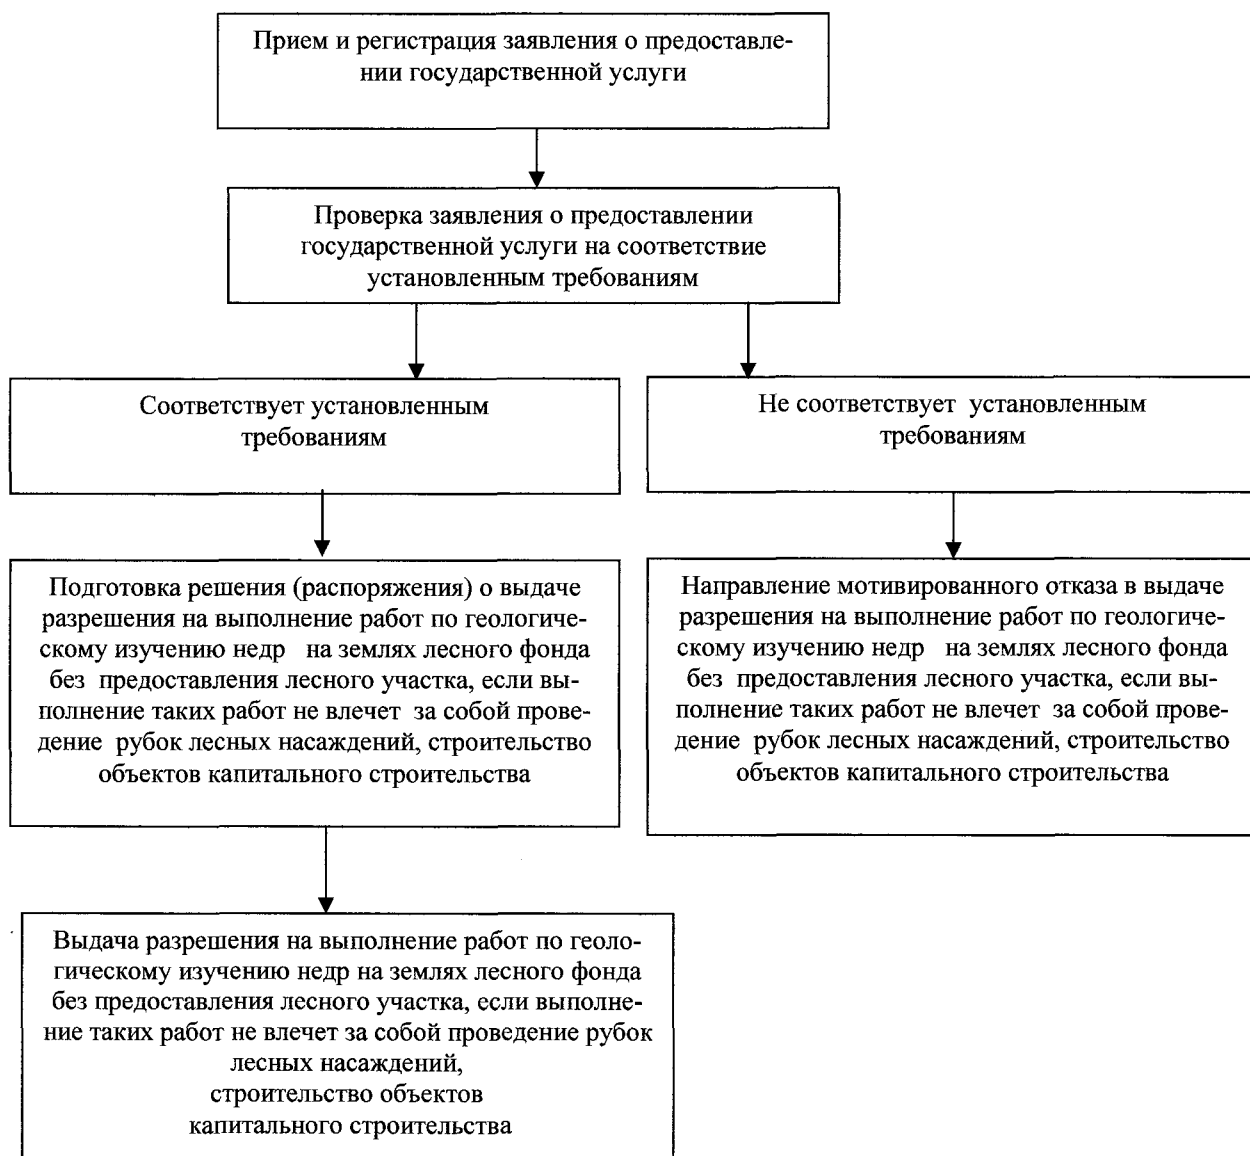 Прием и регистрация заявления о предоставле-
нии государственной услуги
Проверка заявления о предоставлении
государственной услуги на соответствие
установленным требованиям
Соответствует установленным
требованиям
Не соответствует установленным
требованиям
Подготовка решения (распоряжения) о выдаче
разрешения на выполнение работ по геологиче-
скому изучению недр на землях лесного фонда
без предоставления лесного участка, если вы-
полнение таких работ не влечет за собой прове-
дение рубок лесных насаждений, строительство
объектов капитального строительства
Направление мотивированного отказа в выдаче
разрешения на выполнение работ по геологиче-
скому изучению недр на землях лесного фонда
без предоставления лесного участка, если вы-
полнение таких работ не влечет за собой прове-
дение рубок лесных насаждений, строительство
объектов капитального строительства
Выдача разрешения на выполнение работ по геоло-
гическому изучению недр на землях лесного фонда
без предоставления лесного участка, если выполне-
ние таких работ не влечет за собой проведение рубок
лесных насаждений,
строительство объектов
капитального строительства